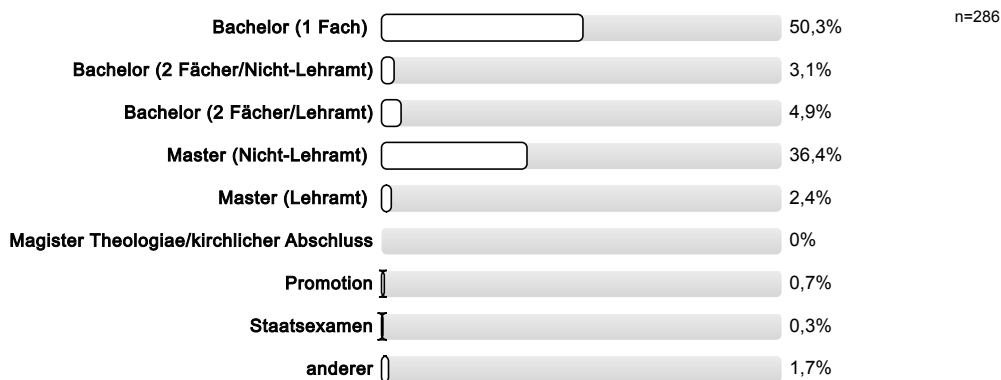 n=286
Bachelor (1 Fach) 50,3%
Bachelor (2 Fächer/Nicht-Lehramt) 3,1%
Bachelor (2 Fächer/Lehramt) 4,9%
Master (Nicht-Lehramt) 36,4%
Master (Lehramt) 2,4%
Magister Theologiae/kirchlicher Abschluss 0%
Promotion 0,7%
Staatsexamen 0,3%
anderer 1,7%